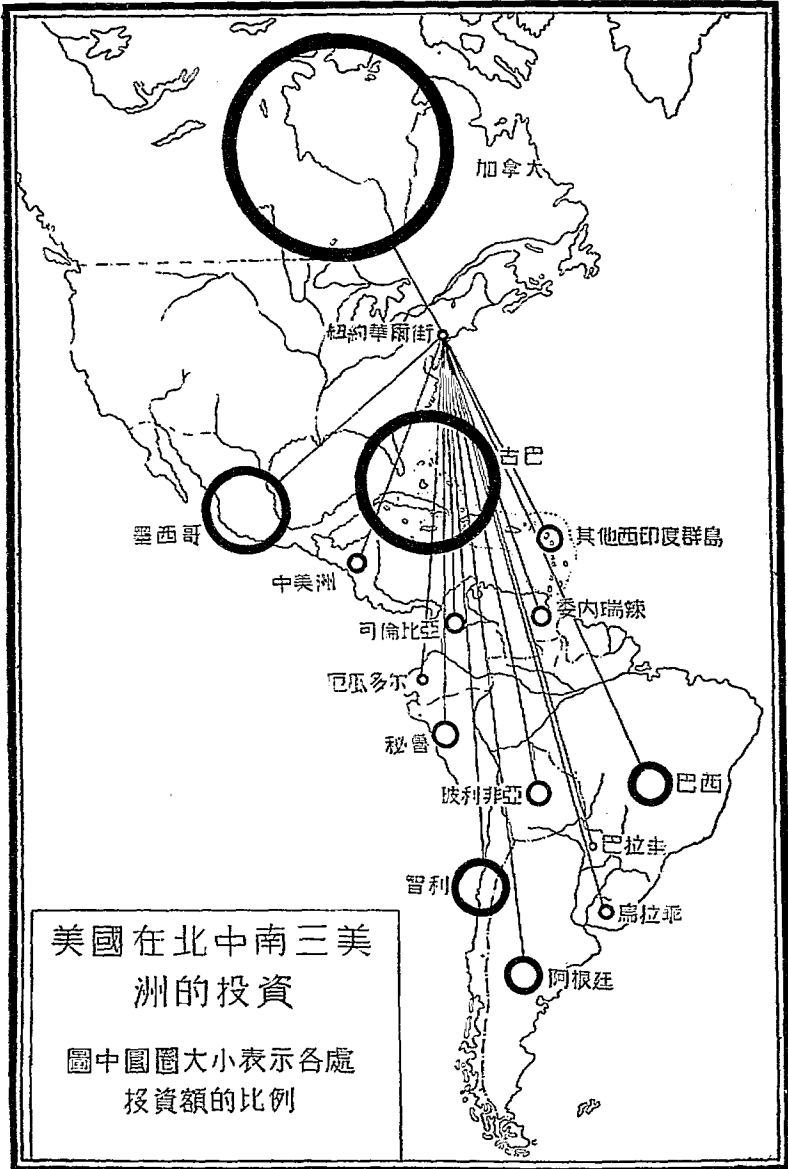 加拿大
紐約華爾街
古巴
墨西哥
其他西印度群島
中美洲
委內瑞辣
司倫比亞
厄瓜多尔
秘魯
玻利非亞
巴西
巴拉圭
智利
烏拉乖
阿根廷
美國在北中南三美
洲的投資
圖中圓圈大小表示各處
投資額的比例